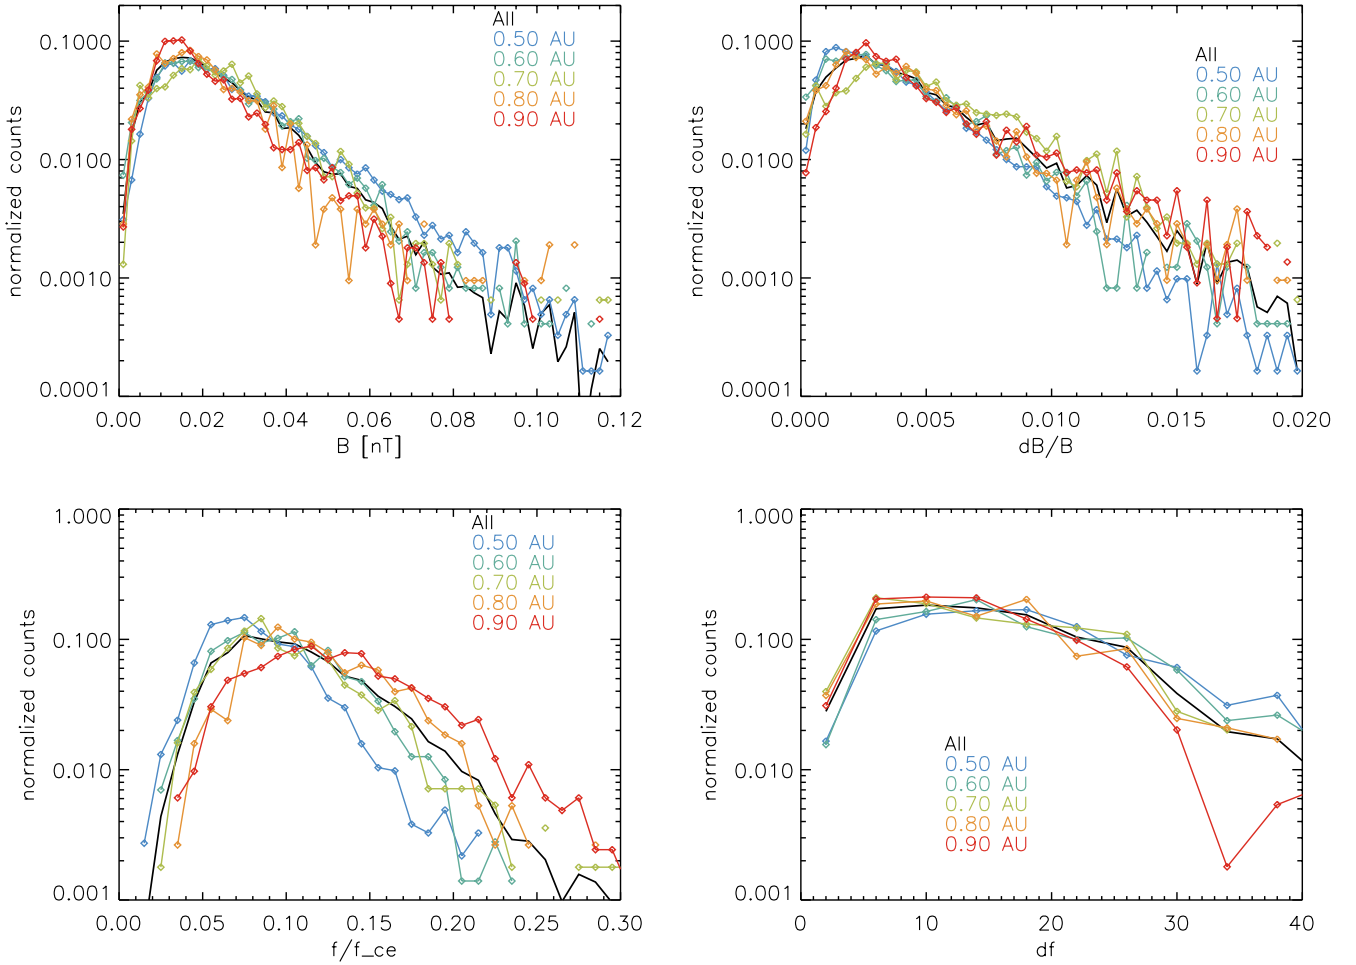 normalized counts
0.1000
0.0100
0.0010
0.0001
All
0.50 AU
0.60 AU
0.70 AU
0.80 AU
0.90 AU
0.00 0.02 0.04 0.06 0.08 0.10 0.12
B [nT]
normalized counts
0.1000
0.0100
0.0010
0.0001
All
0.50 AU
0.60 AU
0.70 AU
0.80 AU
0.90 AU
0.000 0.005 0.010 0.015 0.020
dB/B
normalized counts
1.000
0.100
0.010
0.001
All
0.50 AU
0.60 AU
0.70 AU
0.80 AU
0.90 AU
0.00 0.05 0.10 0.15 0.20 0.25 0.30
f/f_ce
normalized counts
1.000
0.100
0.010
0.001
All
0.50 AU
0.60 AU
0.70 AU
0.80 AU
0.90 AU
0 10 20 30 40
df